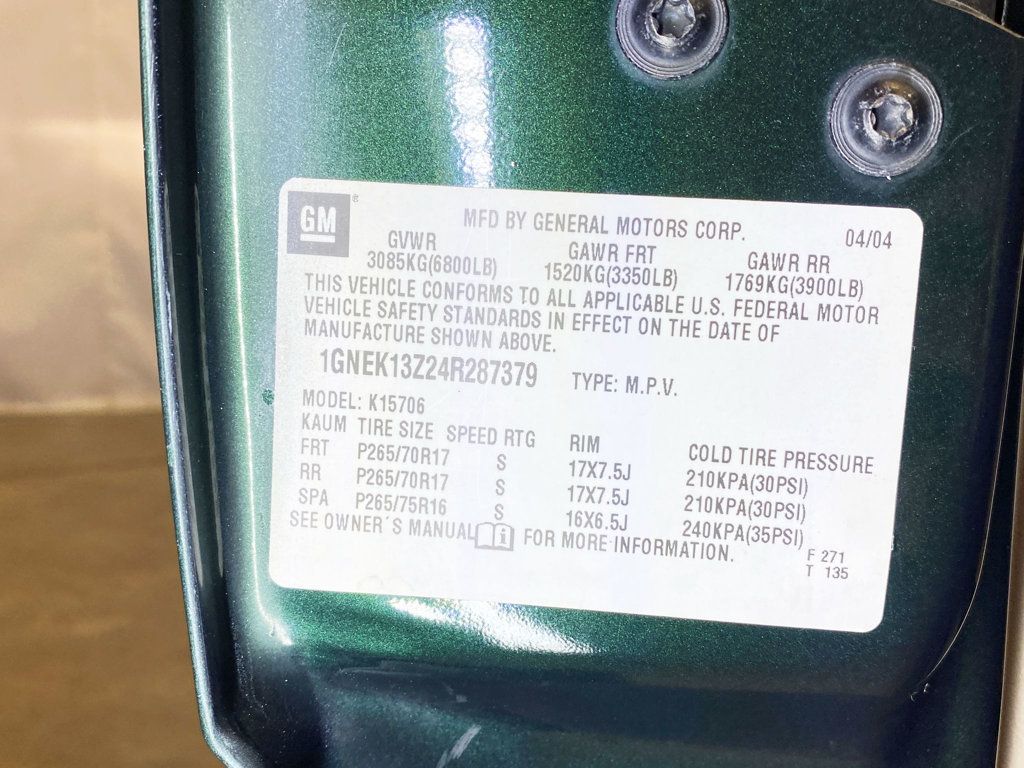 GM ®
MFD BY GENERAL MOTORS CORP. 04/04
GVWR GAWR FRT GAWR RR
3085KG(6800LB) 1520KG(3350LB) 1769KG(3900LB)
THIS VEHICLE CONFORMS TO ALL APPLICABLE U.S. FEDERAL MOTOR
VEHICLE SAFETY STANDARDS IN EFFECT ON THE DATE OF
MANUFACTURE SHOWN ABOVE.
1GNEK13Z24R287379 TYPE: M.P.V.
MODEL: K15706
KAUM TIRE SIZE SPEED RTG RIM COLD TIRE PRESSURE
FRT P265/70R17 S 17X7.5J 210KPA(30PSI)
RR P265/70R17 S 17X7.5J 210KPA(30PSI)
SPA P265/75R16 S 16X6.5J 240KPA(35PSI)
SEE OWNER´S MANUAL i FOR MORE INFORMATION.
F 271
T 135